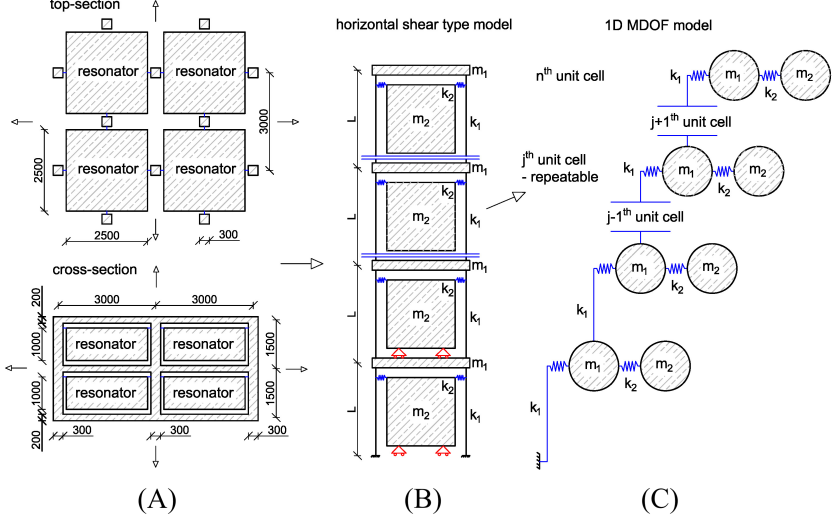 top-section
resonator
resonator
resonator
resonator
3000
2500
2500
300
cross-section
3000
3000
200
1000
1000
200
resonator
resonator
resonator
resonator
1500
1500
300
300
300
(A)
horizontal shear type model
m1
k2
m2
k1
L
m1
k2
m2
k1
L
m1
k2
m2
k1
L
m1
k2
m2
k1
L
(B)
1D MDOF model
nth unit cell
k1
m1
k2
m2
j+1th unit cell
jth unit cell
- repeatable
k1
m1
k2
m2
j-1th unit cell
m1
k2
m2
k1
m1
k2
m2
k1
(C)